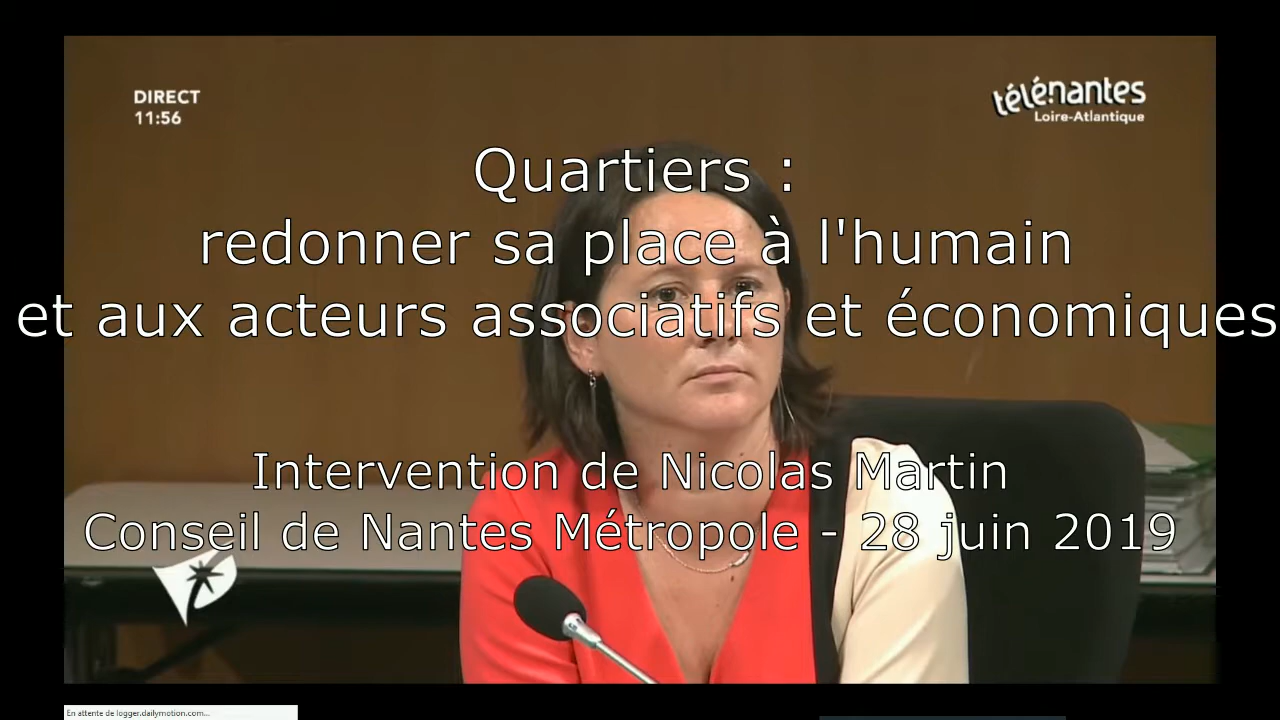 DIRECT
11:56
télénantes
Loire-Atlantique
Quartiers :
redonner sa place à l'humain
et aux acteurs associatifs et économiques
Intervention de Nicolas Martin
Conseil de Nantes Métropole - 28 juin 2019
En attente de logger.dailymotion.com...